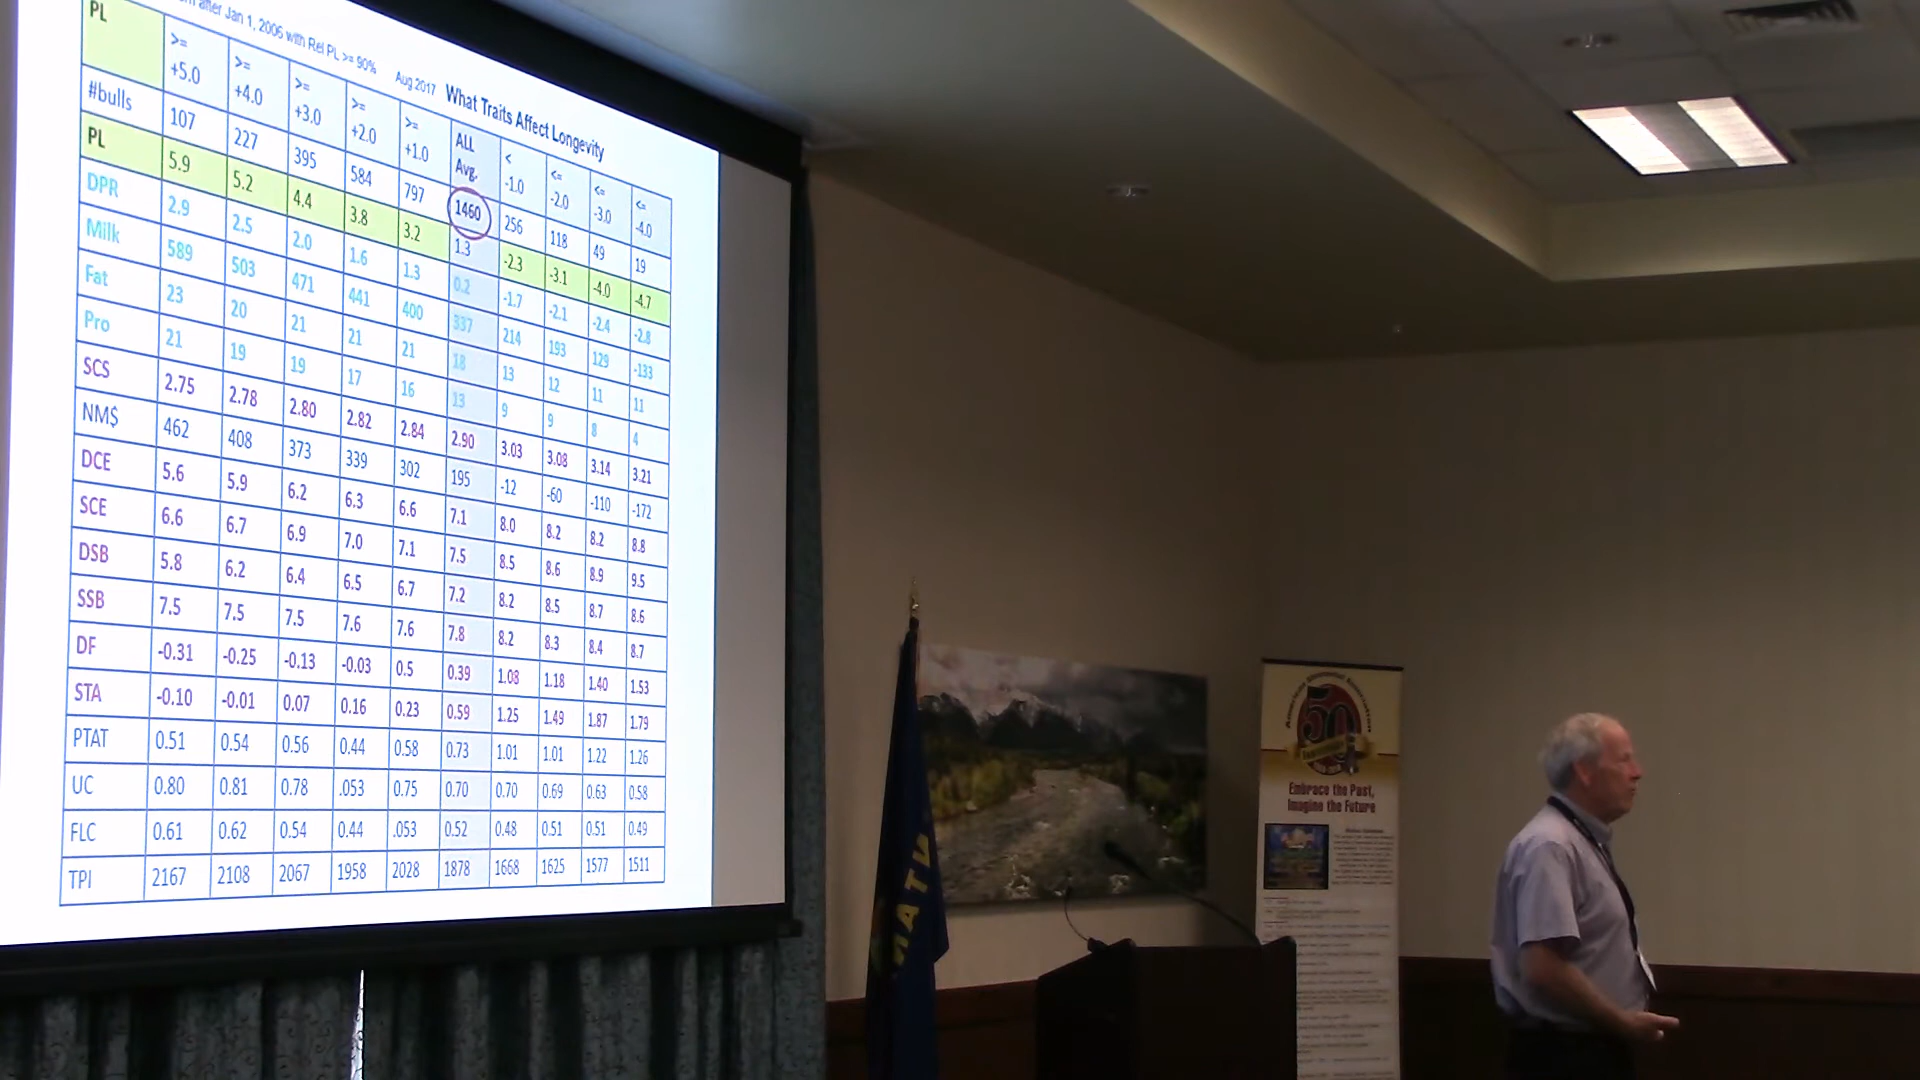 after Jan 1, 2006 with Rel PL >= 90% Aug 2017 What Traits Affect Longevity
PL >= +5.0 >= +4.0 >= +3.0 >= +2.0 >= +1.0 ALL Avg. < -1.0 <= -2.0 <= -3.0 <= -4.0
#bulls 107 227 395 584 797 1460 256 118 49 19
PL 5.9 5.2 4.4 3.8 3.2 1.3 -2.3 -3.1 -4.0 -4.7
DPR 2.9 2.5 2.0 1.6 1.3 0.2 -1.7 -2.1 -2.4 -2.8
Milk 589 503 471 441 400 337 214 193 129 -133
Fat 23 20 21 21 21 18 13 12 11 11
Pro 21 19 19 17 16 13 9 9 8 4
SCS 2.75 2.78 2.80 2.82 2.84 2.90 3.03 3.08 3.14 3.21
NM$ 462 408 373 339 302 195 -12 -60 -110 -172
DCE 5.6 5.9 6.2 6.3 6.6 7.1 8.0 8.2 8.2 8.8
SCE 6.6 6.7 6.9 7.0 7.1 7.5 8.5 8.6 8.9 9.5
DSB 5.8 6.2 6.4 6.5 6.7 7.2 8.2 8.5 8.7 8.6
SSB 7.5 7.5 7.5 7.6 7.6 7.8 8.2 8.3 8.4 8.7
DF -0.31 -0.25 -0.13 -0.03 0.5 0.39 1.08 1.18 1.40 1.53
STA -0.10 -0.01 0.07 0.16 0.23 0.59 1.25 1.49 1.87 1.79
PTAT 0.51 0.54 0.56 0.44 0.58 0.73 1.01 1.01 1.22 1.26
UC 0.80 0.81 0.78 .053 0.75 0.70 0.70 0.69 0.63 0.58
FLC 0.61 0.62 0.54 0.44 .053 0.52 0.48 0.51 0.51 0.49
TPI 2167 2108 2067 1958 2028 1878 1668 1625 1577 1511
50
Embrace the Past,
Imagine the Future